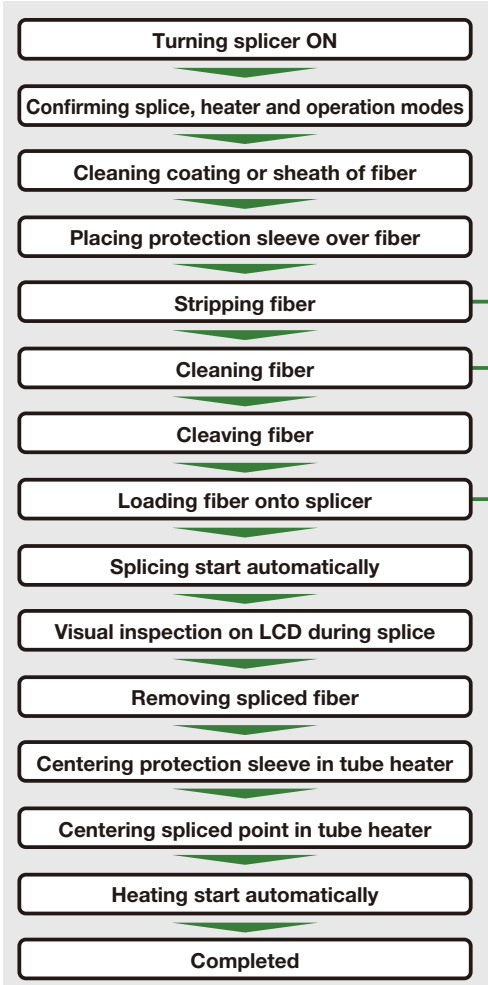 Turning splicer ON
Confirming splice, heater and operation modes
Cleaning coating or sheath of fiber
Placing protection sleeve over fiber
Stripping fiber
Cleaning fiber
Cleaving fiber
Loading fiber onto splicer
Splicing start automatically
Visual inspection on LCD during splice
Removing spliced fiber
Centering protection sleeve in tube heater
Centering spliced point in tube heater
Heating start automatically
Completed